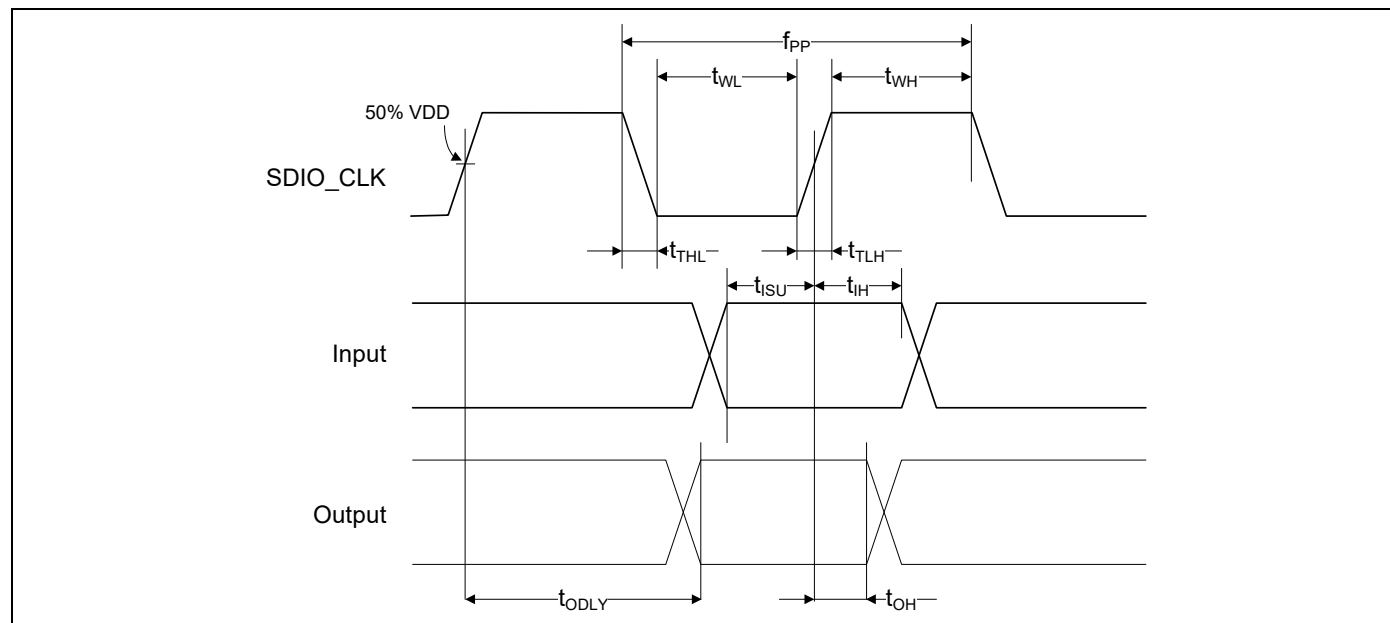 fPP
tWL
tWH
50% VDD
SDIO_CLK
tTHL
tTLH
tISU
tIH
Input
Output
tODLY
tOH